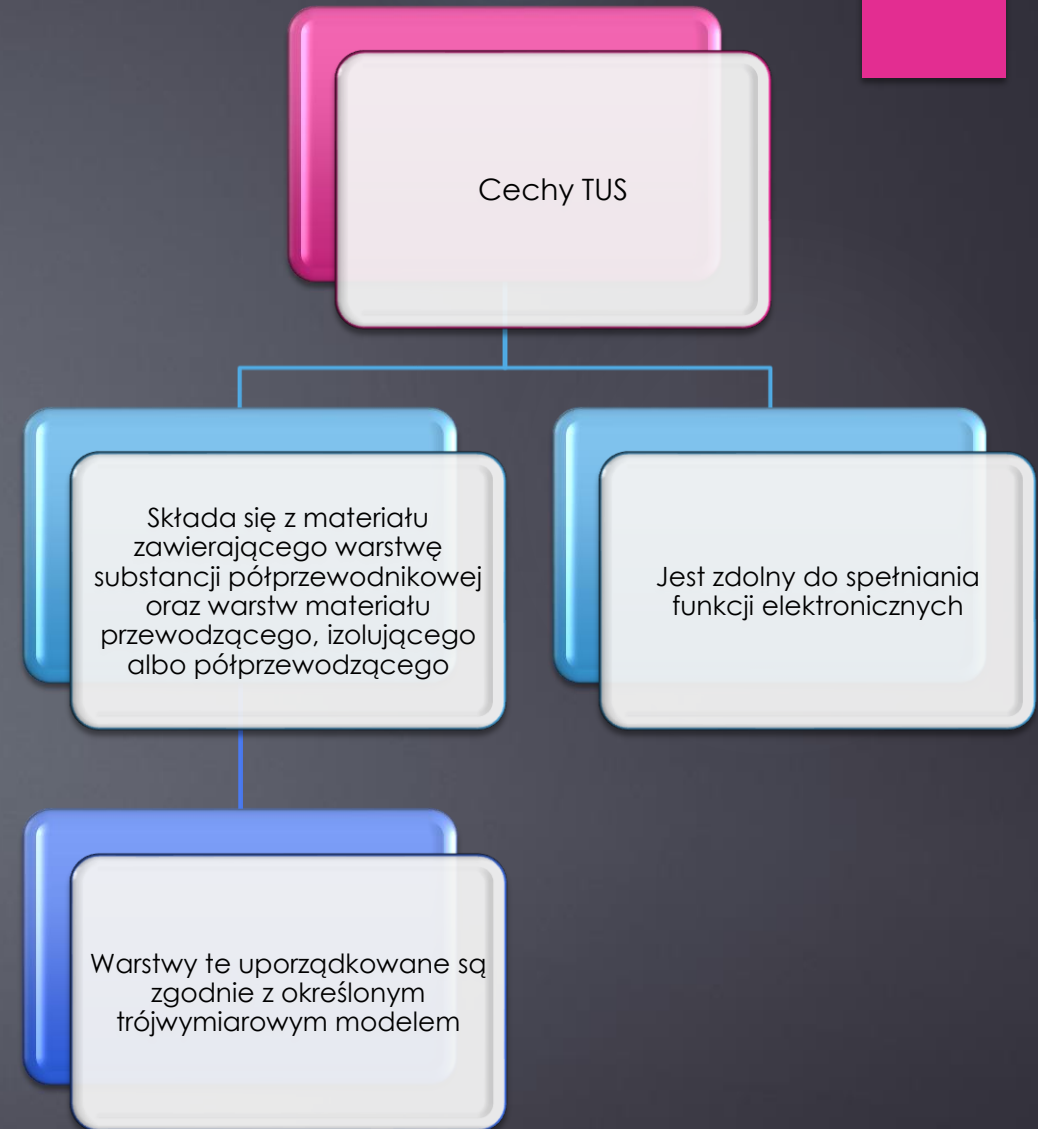 Cechy TUS
Składa się z materiału
zawierającego warstwę
substancji półprzewodnikowej
oraz warstw materiału
przewodzącego, izolującego
albo półprzewodzącego
Jest zdolny do spełniania
funkcji elektronicznych
Warstwy te uporządkowane są
zgodnie z określonym
trójwymiarowym modelem